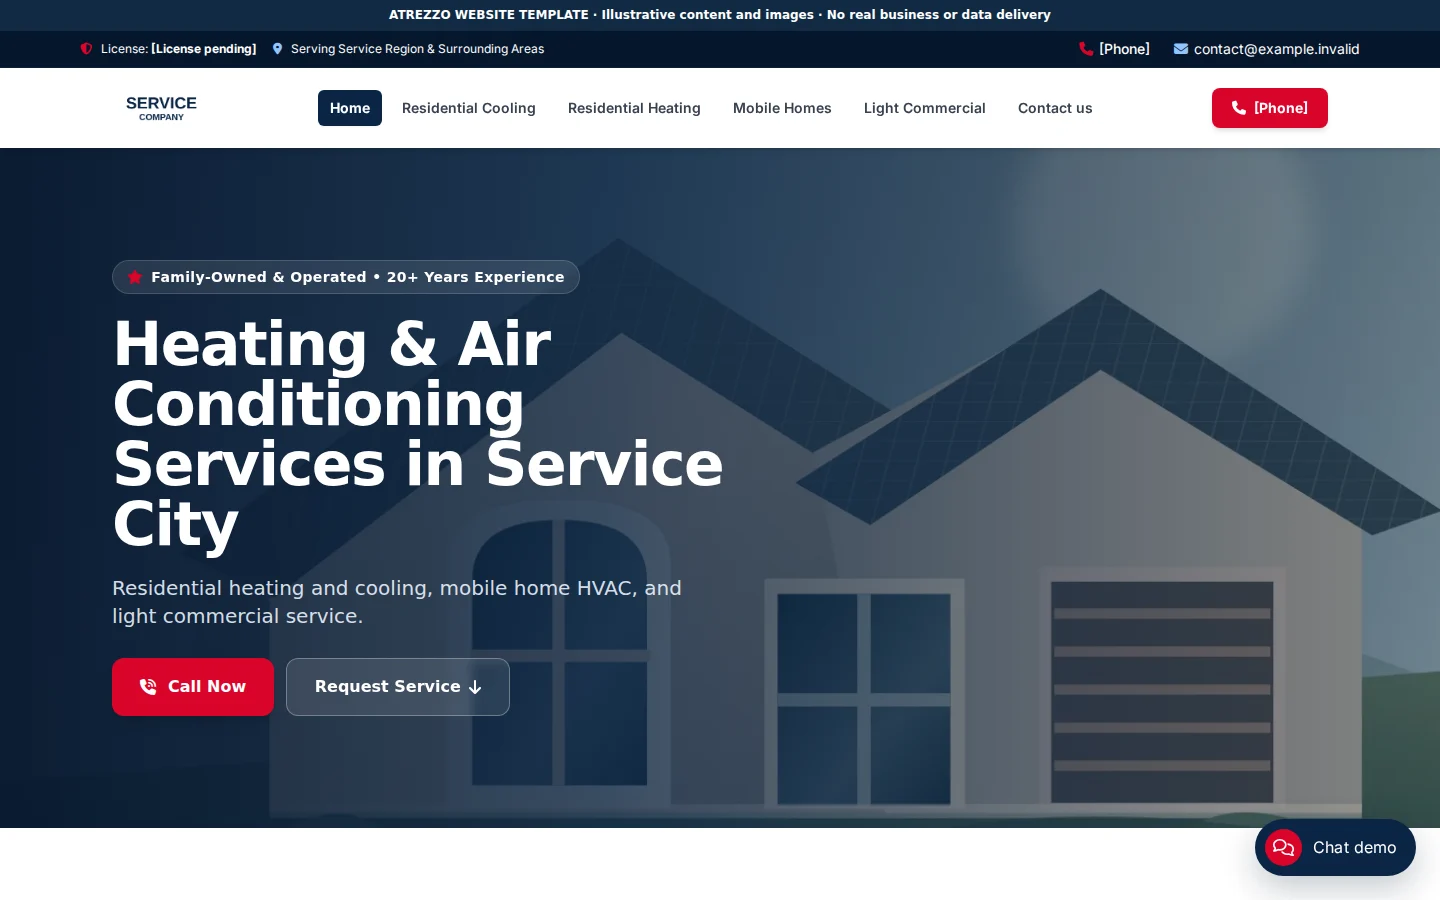 ATREZZO WEBSITE TEMPLATE · Illustrative content and images · No real business or data delivery
License: [License pending] Serving Service Region & Surrounding Areas [Phone] contact@example.invalid
SERVICE
COMPANY
Home Residential Cooling Residential Heating Mobile Homes Light Commercial Contact us [Phone]
Family-Owned & Operated • 20+ Years Experience
Heating & Air
Conditioning
Services in Service
City
Residential heating and cooling, mobile home HVAC, and
light commercial service.
Call Now Request Service
Chat demo